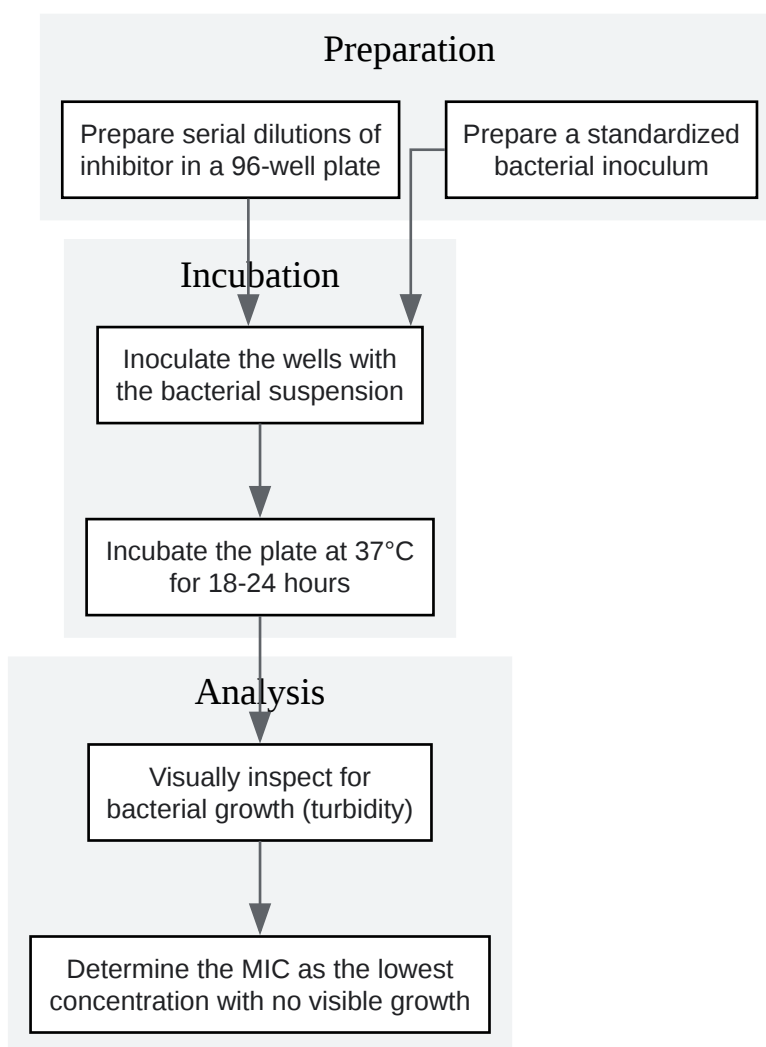 Preparation
Prepare serial dilutions of
inhibitor in a 96-well plate
Prepare a standardized
bacterial inoculum
Incubation
Inoculate the wells with
the bacterial suspension
Incubate the plate at 37°C
for 18-24 hours
Analysis
Visually inspect for
bacterial growth (turbidity)
Determine the MIC as the lowest
concentration with no visible growth